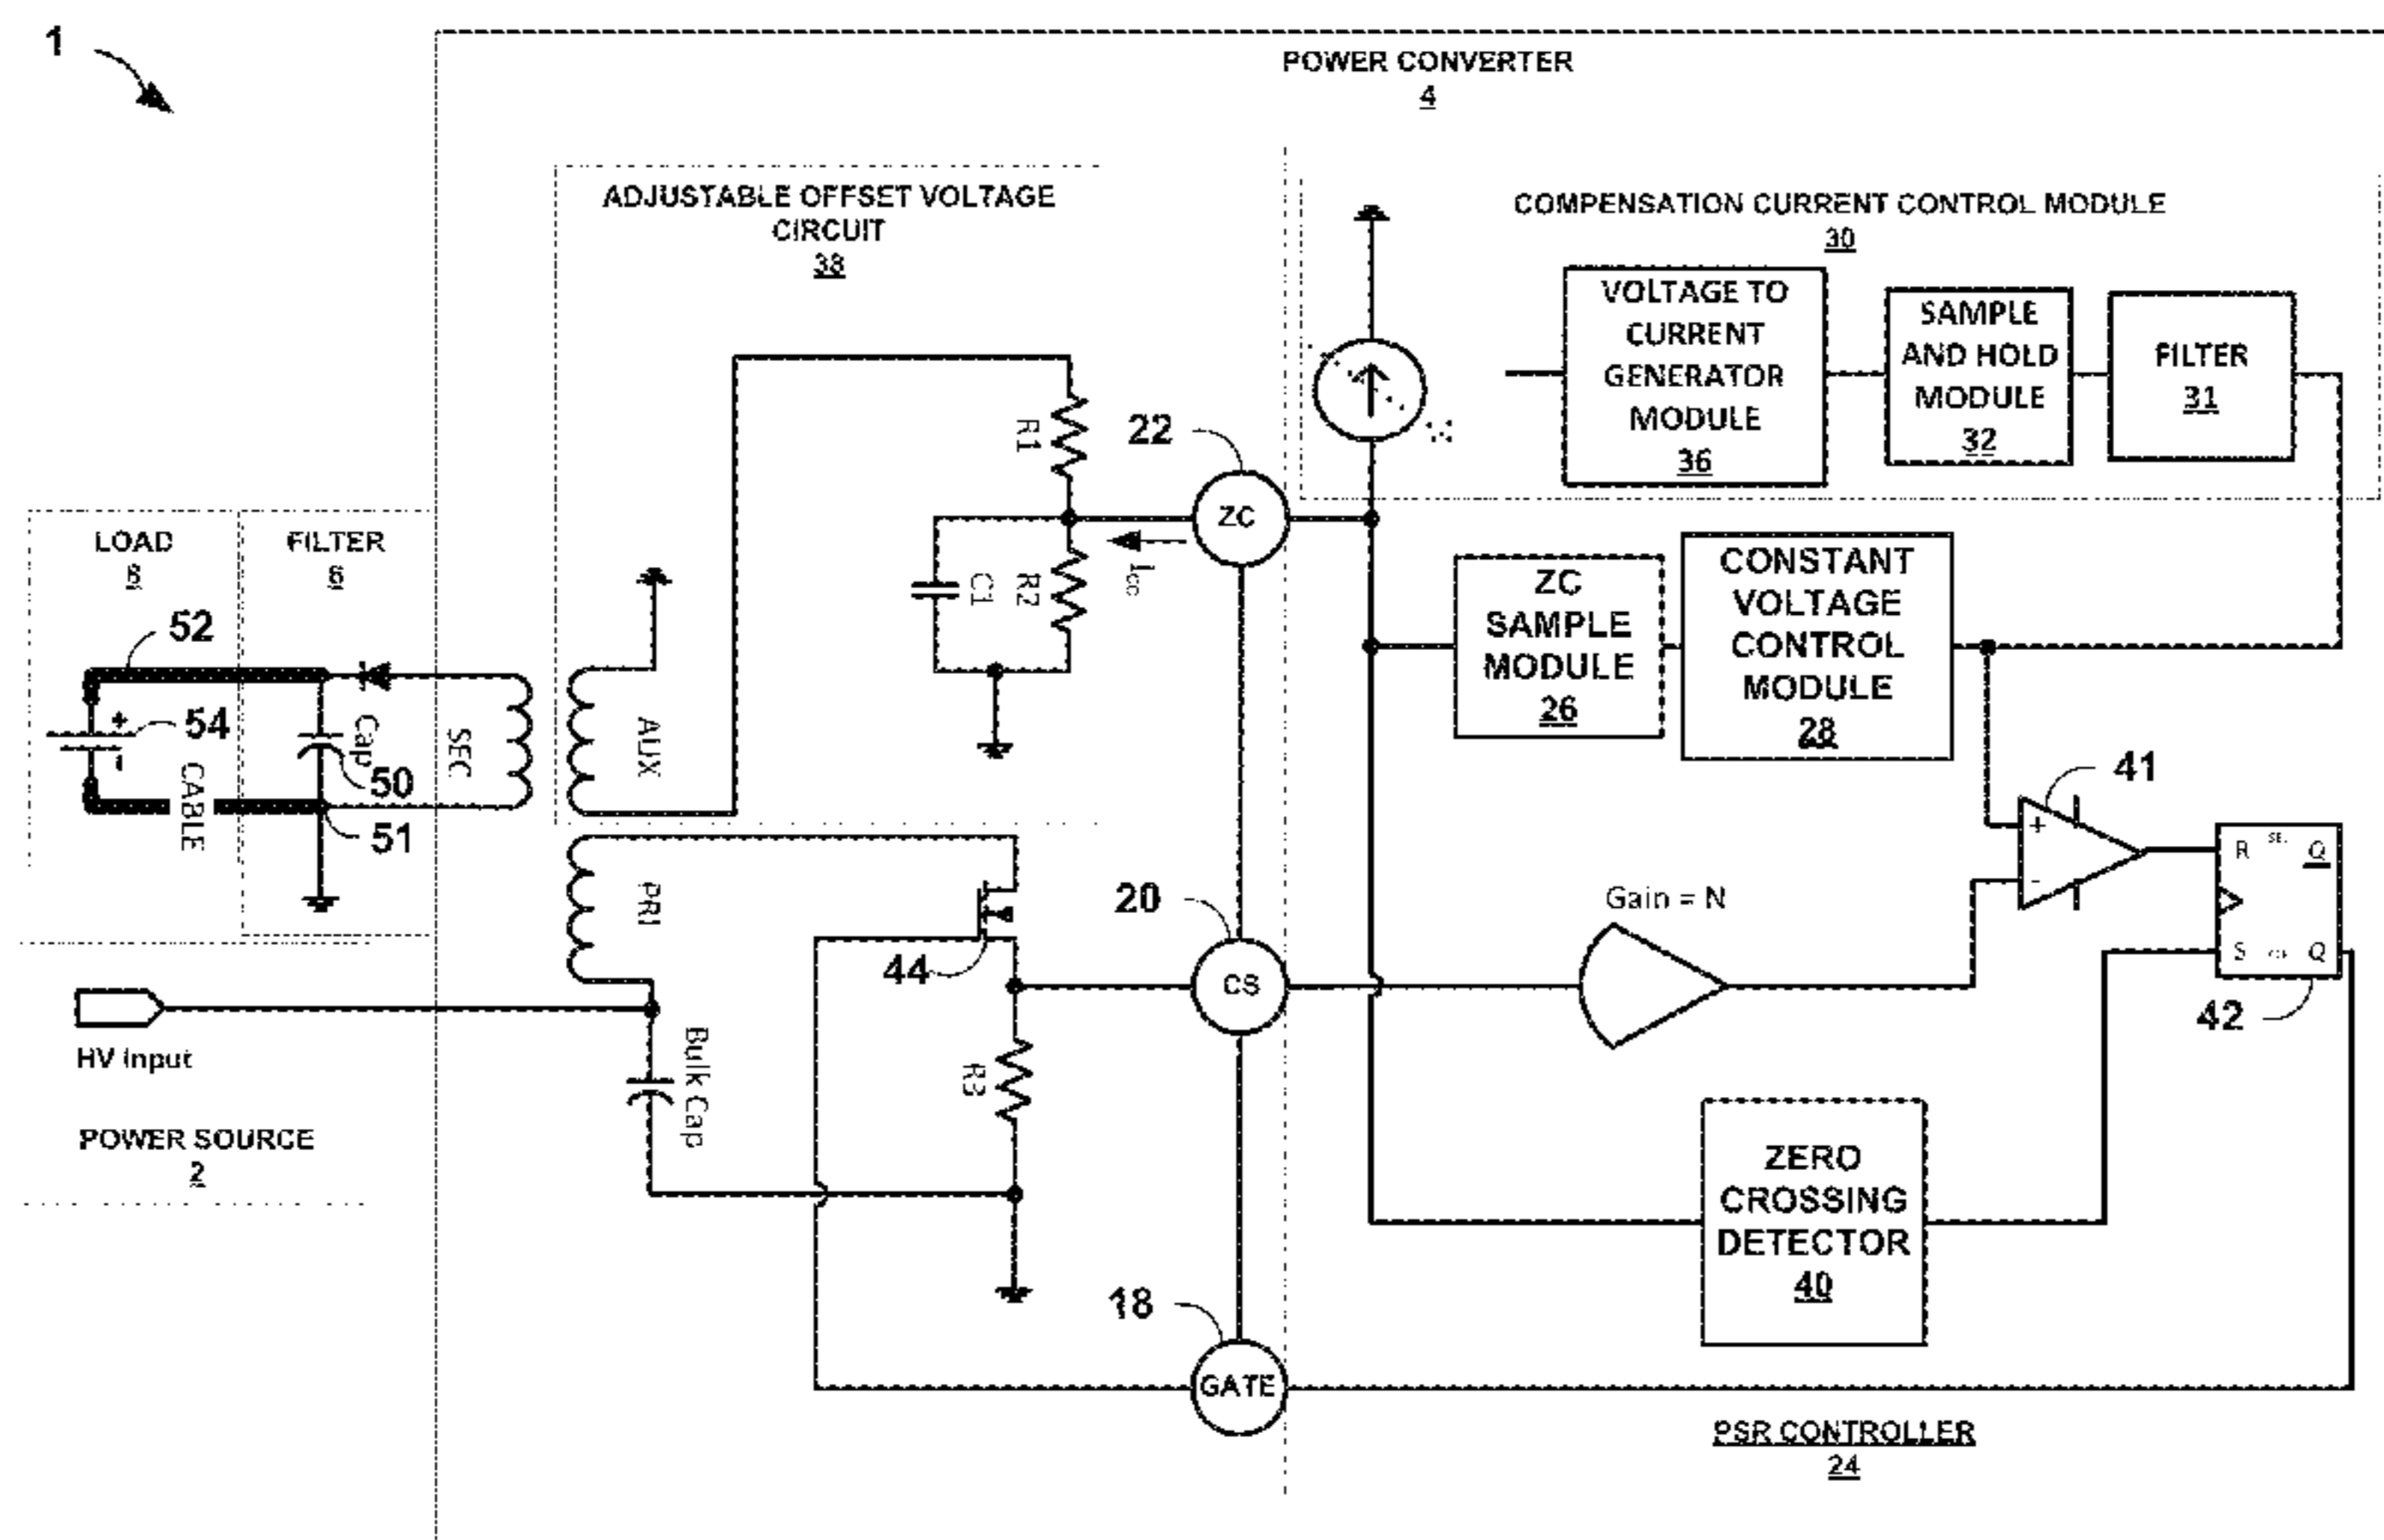 1
POWER CONVERTER
4
ADJUSTABLE OFFSET VOLTAGE
CIRCUIT
38
COMPENSATION CURRENT CONTROL MODULE
30
VOLTAGE TO
CURRENT
GENERATOR
MODULE
36
SAMPLE
AND HOLD
MODULE
32
FILTER
31
R1
22
ZC
LOAD
FILTER
6
C1
R2
ZC
SAMPLE
MODULE
26
CONSTANT
VOLTAGE
CONTROL
MODULE
28
52
54
+
-
Cap
50
SEC
AUX
CABLE
51
41
+
-
PRI
44
20
CS
Gain = N
R
Q
S
Q
42
HV Input
Bulk Cap
R3
POWER SOURCE
2
ZERO
CROSSING
DETECTOR
40
18
GATE
PSR CONTROLLER
24